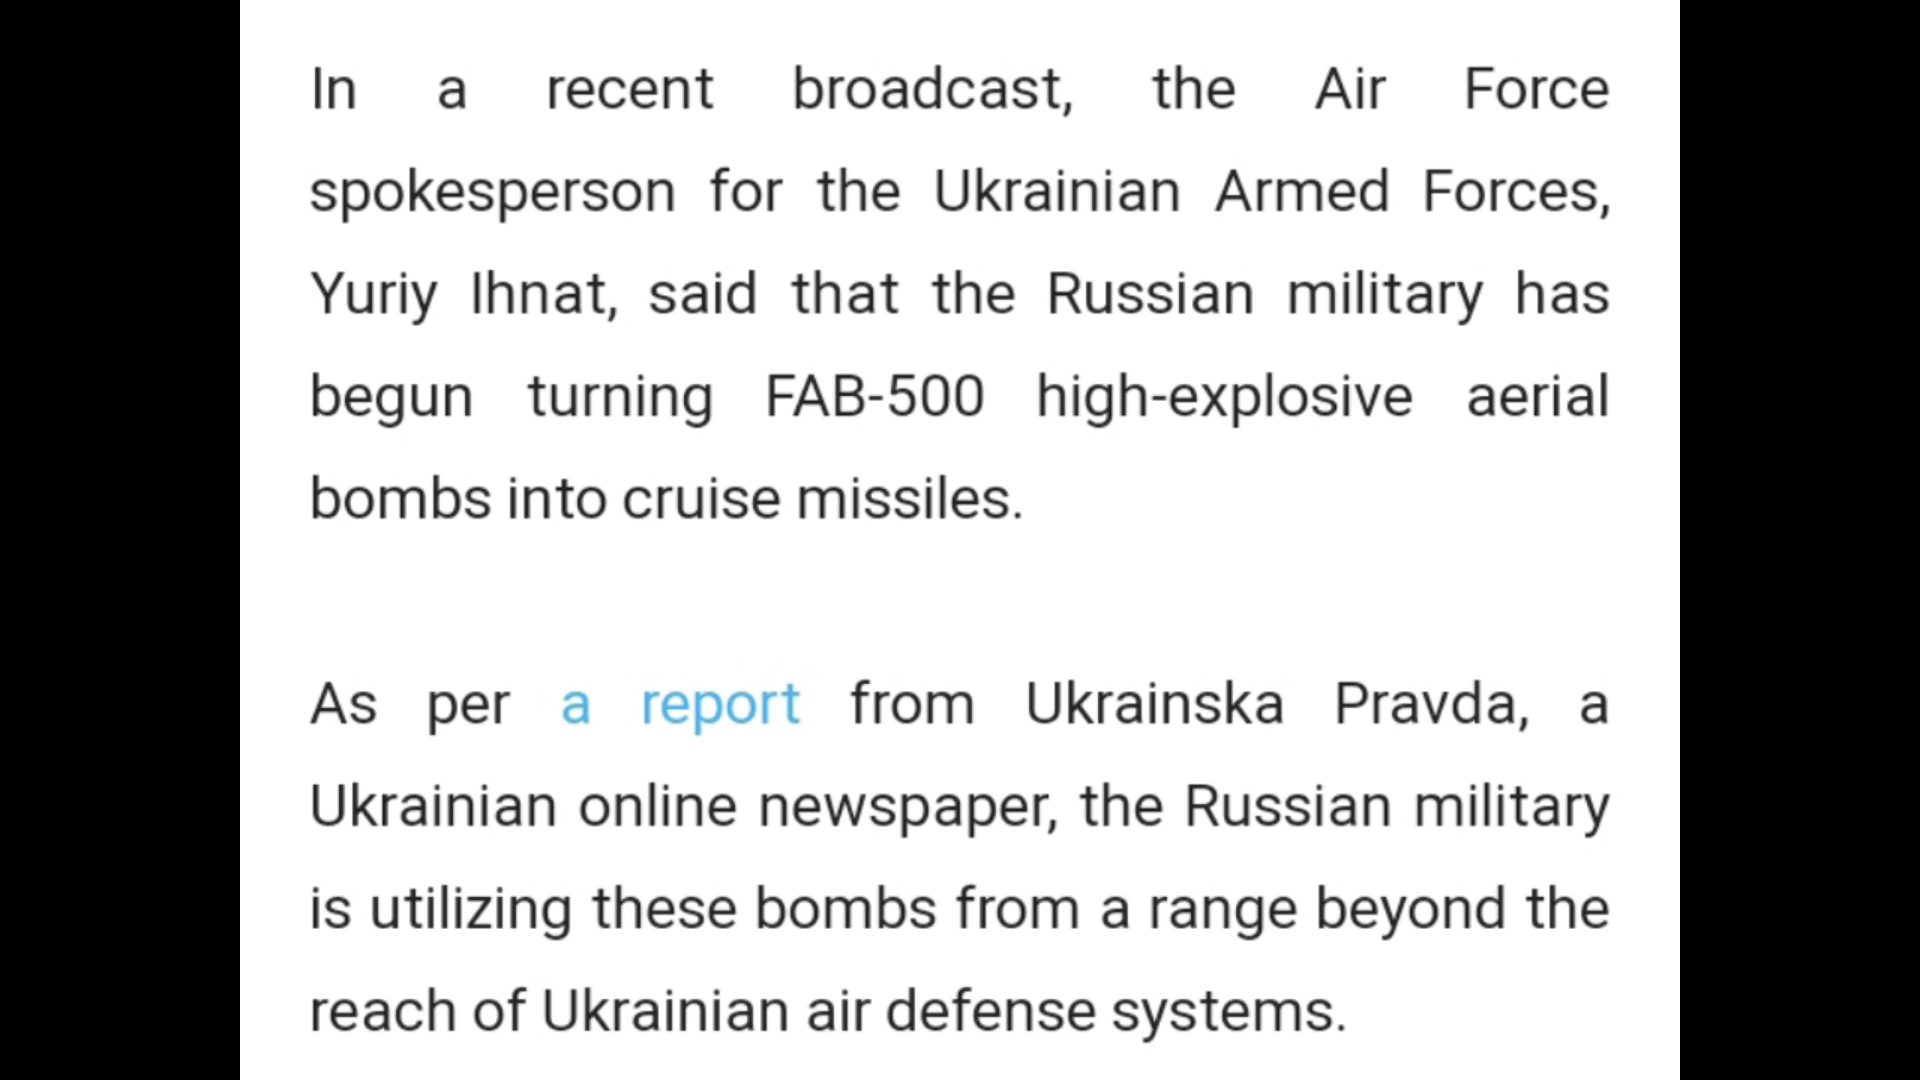 In a recent broadcast, the Air Force
spokesperson for the Ukrainian Armed Forces,
Yuriy Ihnat, said that the Russian military has
begun turning FAB-500 high-explosive aerial
bombs into cruise missiles.
As per a report from Ukrainska Pravda, a
Ukrainian online newspaper, the Russian military
is utilizing these bombs from a range beyond the
reach of Ukrainian air defense systems.